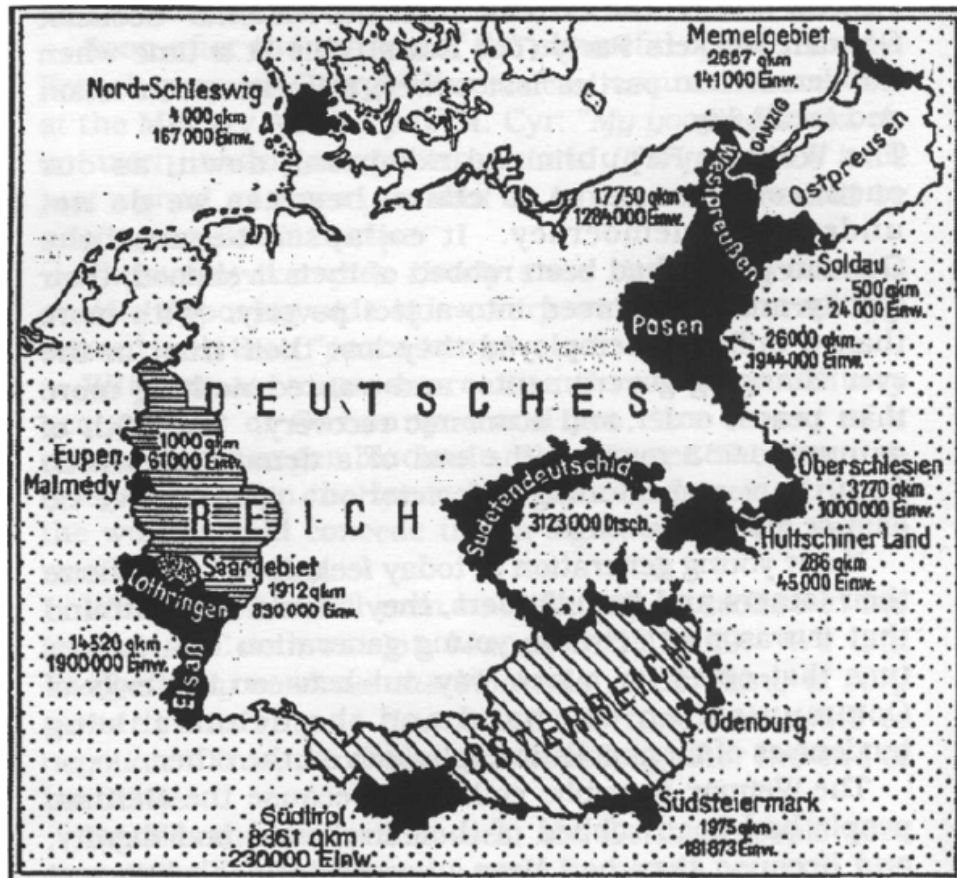 Memelgebiet
2667 qkm
141000 Einw.
Nord-Schleswig
4000 qkm
167000 Einw.
Danzig
Ostpreusen
Westpreußen
17750 qkm
1284000 Einw.
Soldau
500 qkm
24000 Einw.
Posen
26000 qkm
1944000 Einw.
DEUTSCHES
REICH
1000 qkm
61000 Einw.
Eupen
Malmedy
Sudetendeutschld
3123000 Dtsch.
Oberschlesien
3270 qkm
1000000 Einw.
Hultschiner Land
286 qkm
45000 Einw.
Saargebiet
1912 qkm
830000 Einw.
Lothringen
14520 qkm
1900000 Einw.
Elsaß
ÖSTERREICH
Ödenburg
Südtirol
8361 qkm
230000 Einw.
Südsteiermark
1975 qkm
181873 Einw.